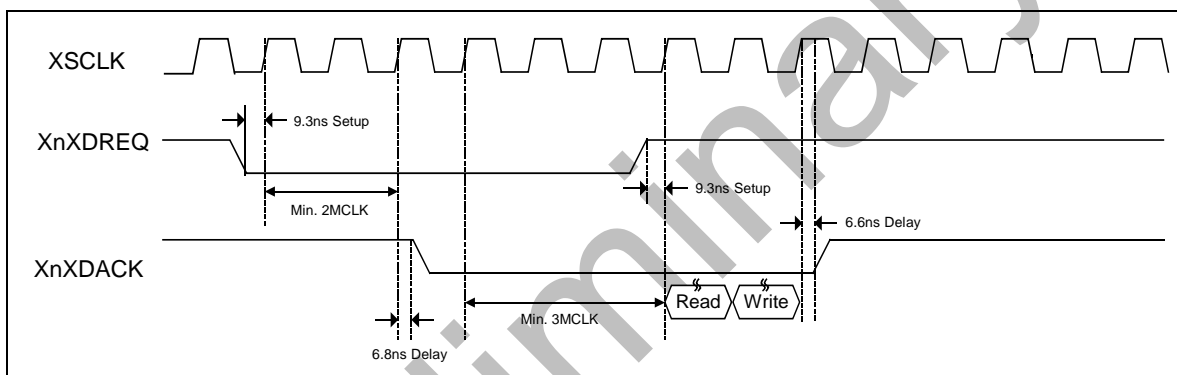 XSCLK
9.3ns Setup
XnXDREQ
9.3ns Setup
Min. 2MCLK
6.6ns Delay
XnXDACK
Read Write
Min. 3MCLK
6.8ns Delay